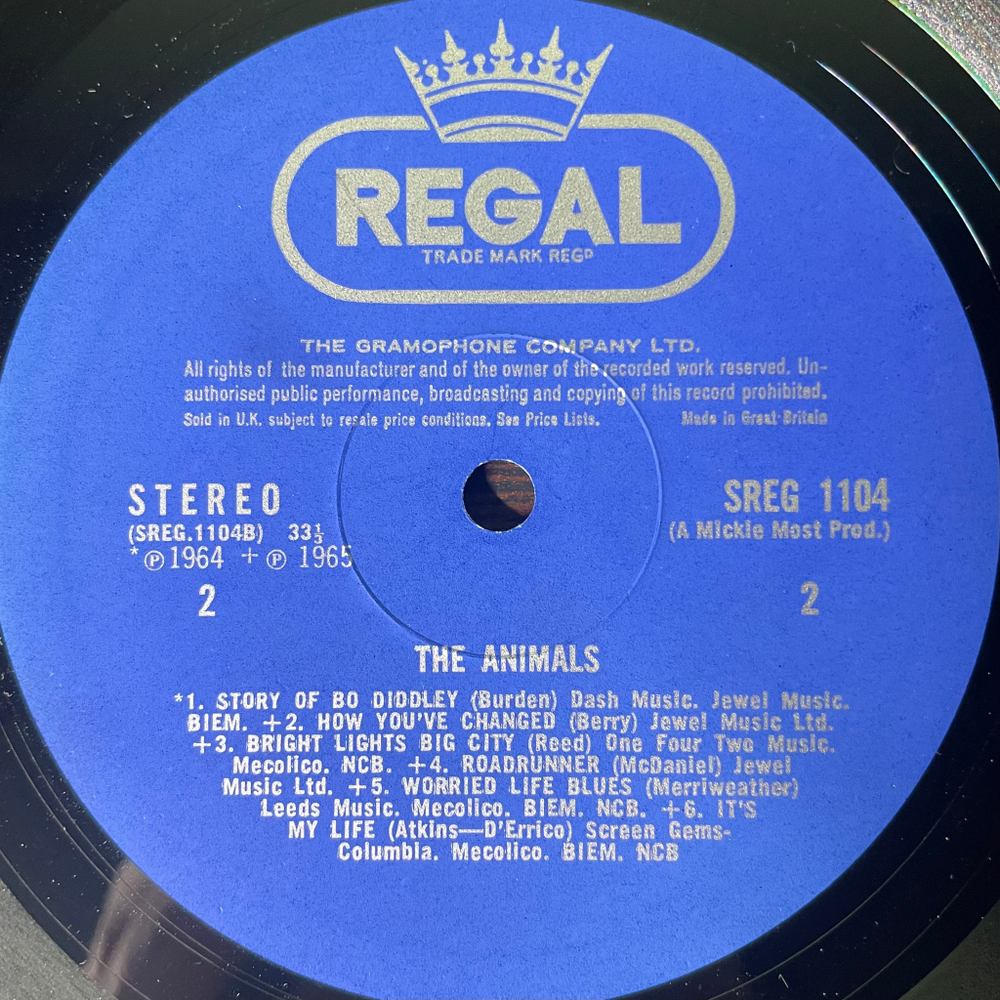 REGAL
TRADE MARK REGD
THE GRAMOPHONE COMPANY LTD.
All rights of the manufacturer and of the owner of the recorded work reserved. Un-
authorised public performance, broadcasting and copying of this record prohibited.
Sold in U.K. subject to resale price conditions. See Price Lists. Made in Great Britain
STEREO SREG 1104
(SREG.1104B) 33⅓ (A Mickie Most Prod.)
*℗1964 + ℗ 1965
2 2
THE ANIMALS
*1. STORY OF BO DIDDLEY (Burden) Dash Music. Jewel Music.
BIEM. +2. HOW YOU'VE CHANGED (Berry) Jewel Music Ltd.
+3. BRIGHT LIGHTS BIG CITY (Reed) One Four Two Music.
Mecolico. NCB. +4. ROADRUNNER (McDaniel) Jewel
Music Ltd. +5. WORRIED LIFE BLUES (Merriweather)
Leeds Music. Mecolico. BIEM. NCB. +6. IT'S
MY LIFE (Atkins—D'Errico) Screen Gems-
Columbia. Mecolico. BIEM. NCB